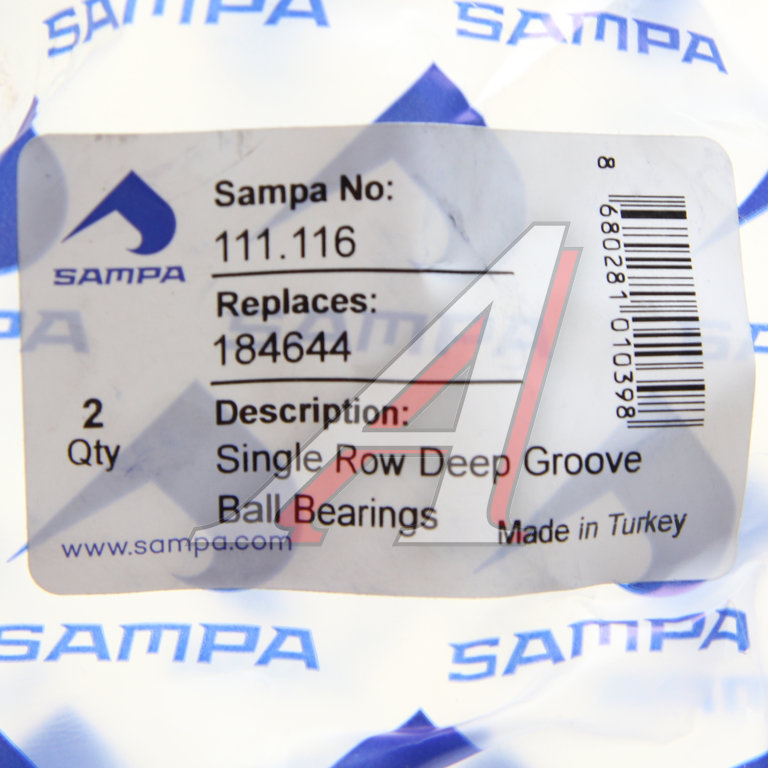 SAMPA
SAMPA
SAMPA
Sampa No:
111.116
Replaces:
184644
2
Qty
Description:
Single Row Deep Groove
Ball Bearings
www.sampa.com
Made in Turkey
8 680281 010398
SAMPA
SAMPA